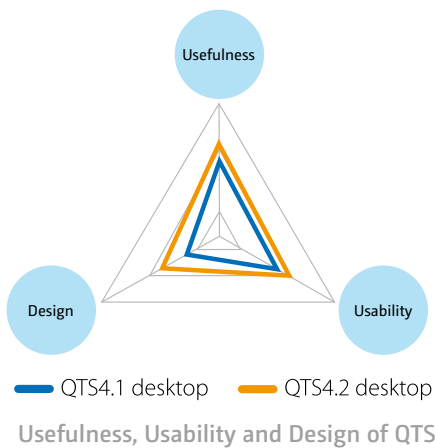 Usefulness
Design
Usability
QTS4.1 desktop
QTS4.2 desktop
Usefulness, Usability and Design of QTS